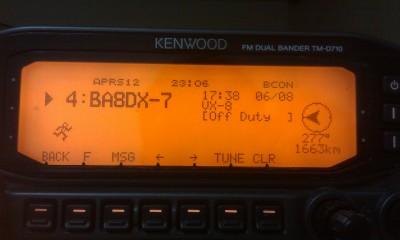 KENWOOD FM DUAL BANDER TM-D710
APRS12 23:06 BCON
4:BA8DX-7 17:38 06/08
VX-8
[Off Duty ]
277°
1663km
BACK F MSG ← → TUNE CLR